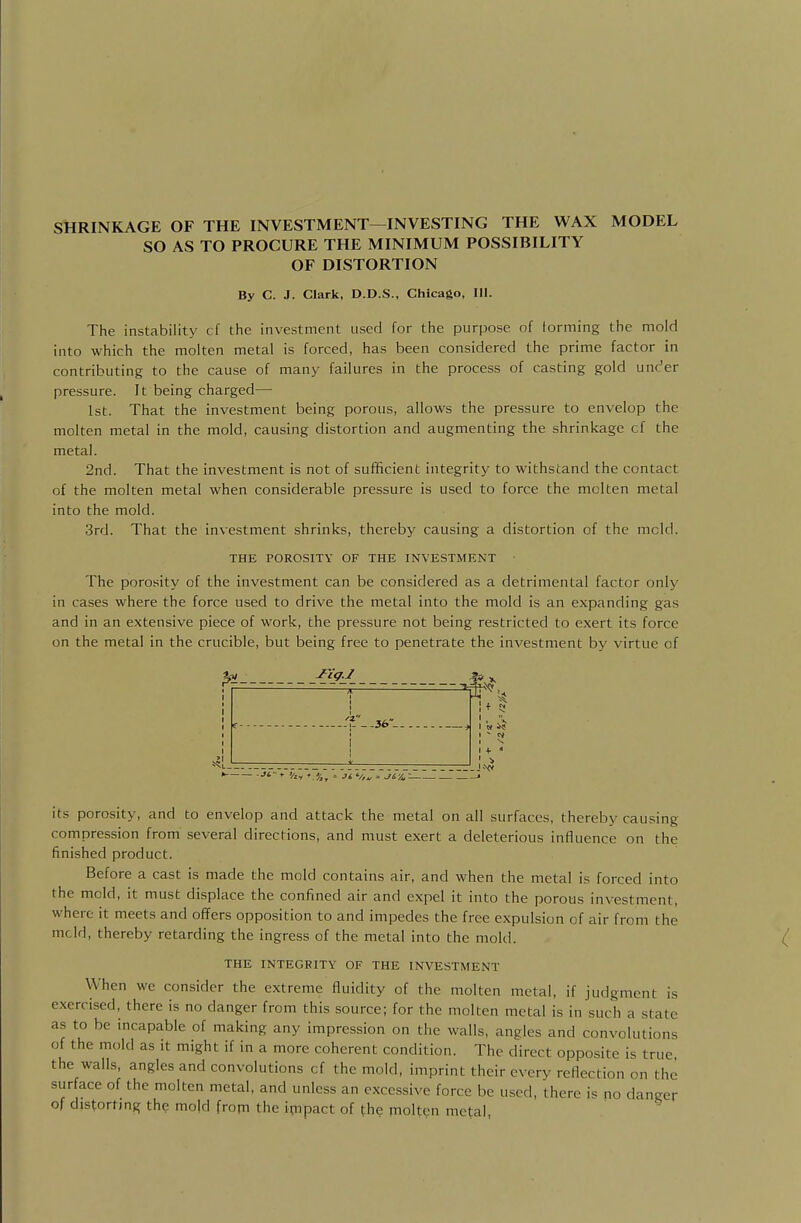 SHRINKAGE OF THE INVESTMENT—INVESTING THE WAX MODEL
SO AS TO PROCURE THE MINIMUM POSSIBILITY
OF DISTORTION
By C. J. Clark, D.D.S., Chicago, Ill.
The instability of the investment used for the purpose of forming the mold
into which the molten metal is forced, has been considered the prime factor in
contributing to the cause of many failures in the process of casting gold under
pressure. It being charged—
1st. That the investment being porous, allows the pressure to envelop the
molten metal in the mold, causing distortion and augmenting the shrinkage of the
metal.
2nd. That the investment is not of sufficient integrity to withstand the contact
of the molten metal when considerable pressure is used to force the molten metal
into the mold.
3rd. That the investment shrinks, thereby causing a distortion of the mold.
THE POROSITY OF THE INVESTMENT
The porosity of the investment can be considered as a detrimental factor only
in cases where the force used to drive the metal into the mold is an expanding gas
and in an extensive piece of work, the pressure not being restricted to exert its force
on the metal in the crucible, but being free to penetrate the investment by virtue of
Fig. 1
12"
36"
its porosity, and to envelop and attack the metal on all surfaces, thereby causing
compression from several directions, and must exert a deleterious influence on the
finished product.
Before a cast is made the mold contains air, and when the metal is forced into
the mold, it must displace the confined air and expel it into the porous investment,
where it meets and offers opposition to and impedes the free expulsion of air from the
mold, thereby retarding the ingress of the metal into the mold.
THE INTEGRITY OF THE INVESTMENT
When we consider the extreme fluidity of the molten metal, if judgment is
exercised, there is no danger from this source; for the molten metal is in such a state
as to be incapable of making any impression on the walls, angles and convolutions
of the mold as it might if in a more coherent condition. The direct opposite is true,
the walls, angles and convolutions of the mold, imprint their every reflection on the
surface of the molten metal, and unless an excessive force be used, there is no danger
of distorting the mold from the impact of the molten metal,